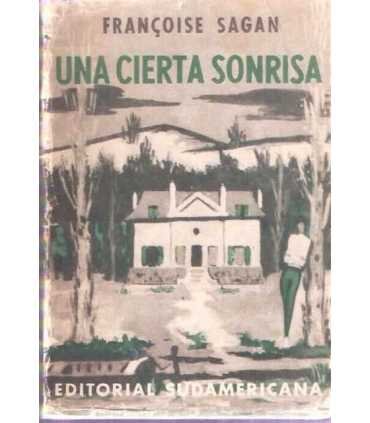 FRANÇOISE SAGAN
UNA CIERTA SONRISA
EDITORIAL SUDAMERICANA